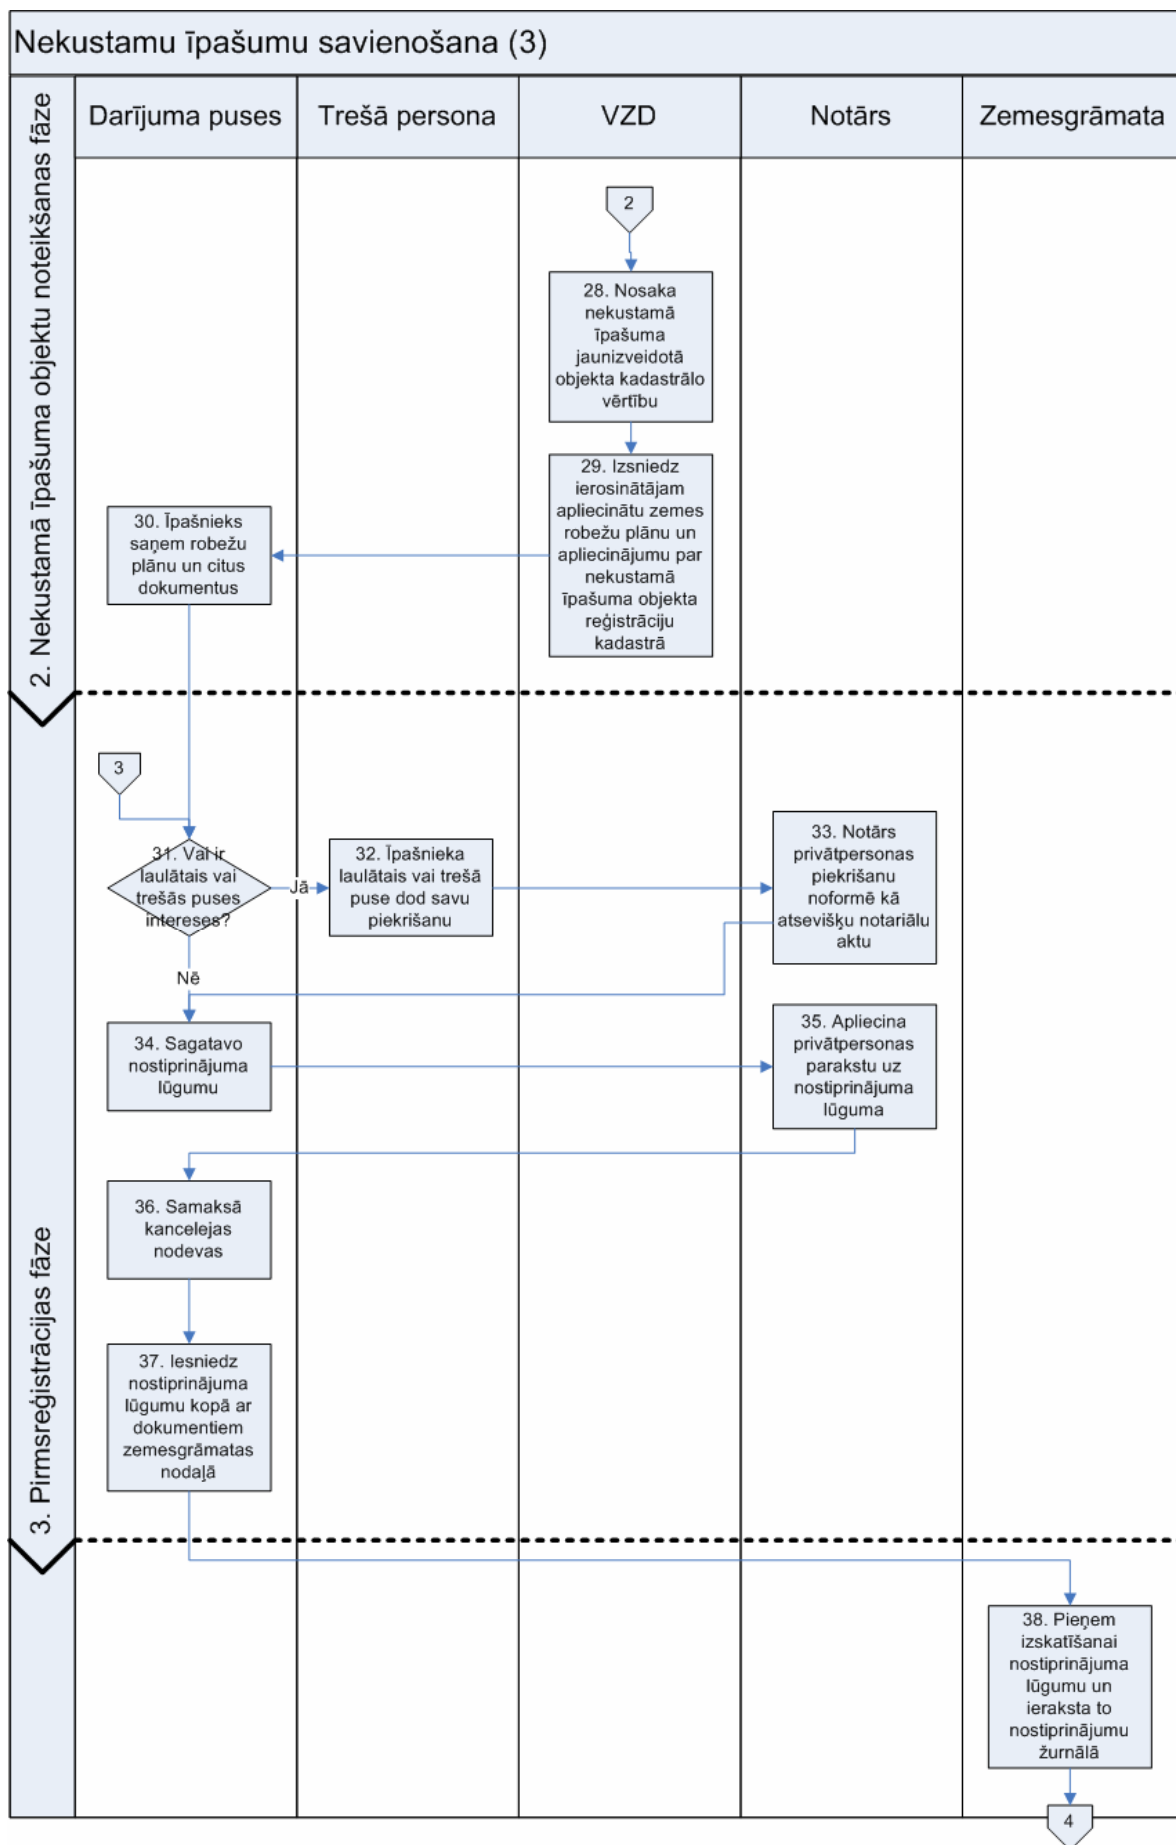 Nekustamu īpašumu savienošana (3)
2. Nekustamā īpašuma objektu noteikšanas fāze
Darījuma puses
Trešā persona
VZD
Notārs
Zemesgrāmata
2
28. Nosaka
nekustamā
īpašuma
jaunizveidotā
objekta kadastrālo
vērtību
29. Izsniedz
ierosinātājam
apliecinātu zemes
robežu plānu un
apliecinājumu par
nekustamā
īpašuma objekta
reģistrāciju
kadastrā
30. Īpašnieks
saņem robežu
plānu un citus
dokumentus
3. Pirmsreģistrācijas fāze
3
31. Vai ir
laulātais vai
trešās puses
intereses?
Jā
32. Īpašnieka
laulātais vai trešā
puse dod savu
piekrišanu
33. Notārs
privātpersonas
piekrišanu
noformē kā
atsevišķu notariālu
aktu
Nē
34. Sagatavo
nostiprinājuma
lūgumu
35. Apliecina
privātpersonas
parakstu uz
nostiprinājuma
lūguma
36. Samaksā
kancelejas
nodevas
37. Iesniedz
nostiprinājuma
lūgumu kopā ar
dokumentiem
zemesgrāmatas
nodaļā
38. Pieņem
izskatīšanai
nostiprinājuma
lūgumu un
ieraksta to
nostiprinājumu
žurnālā
4